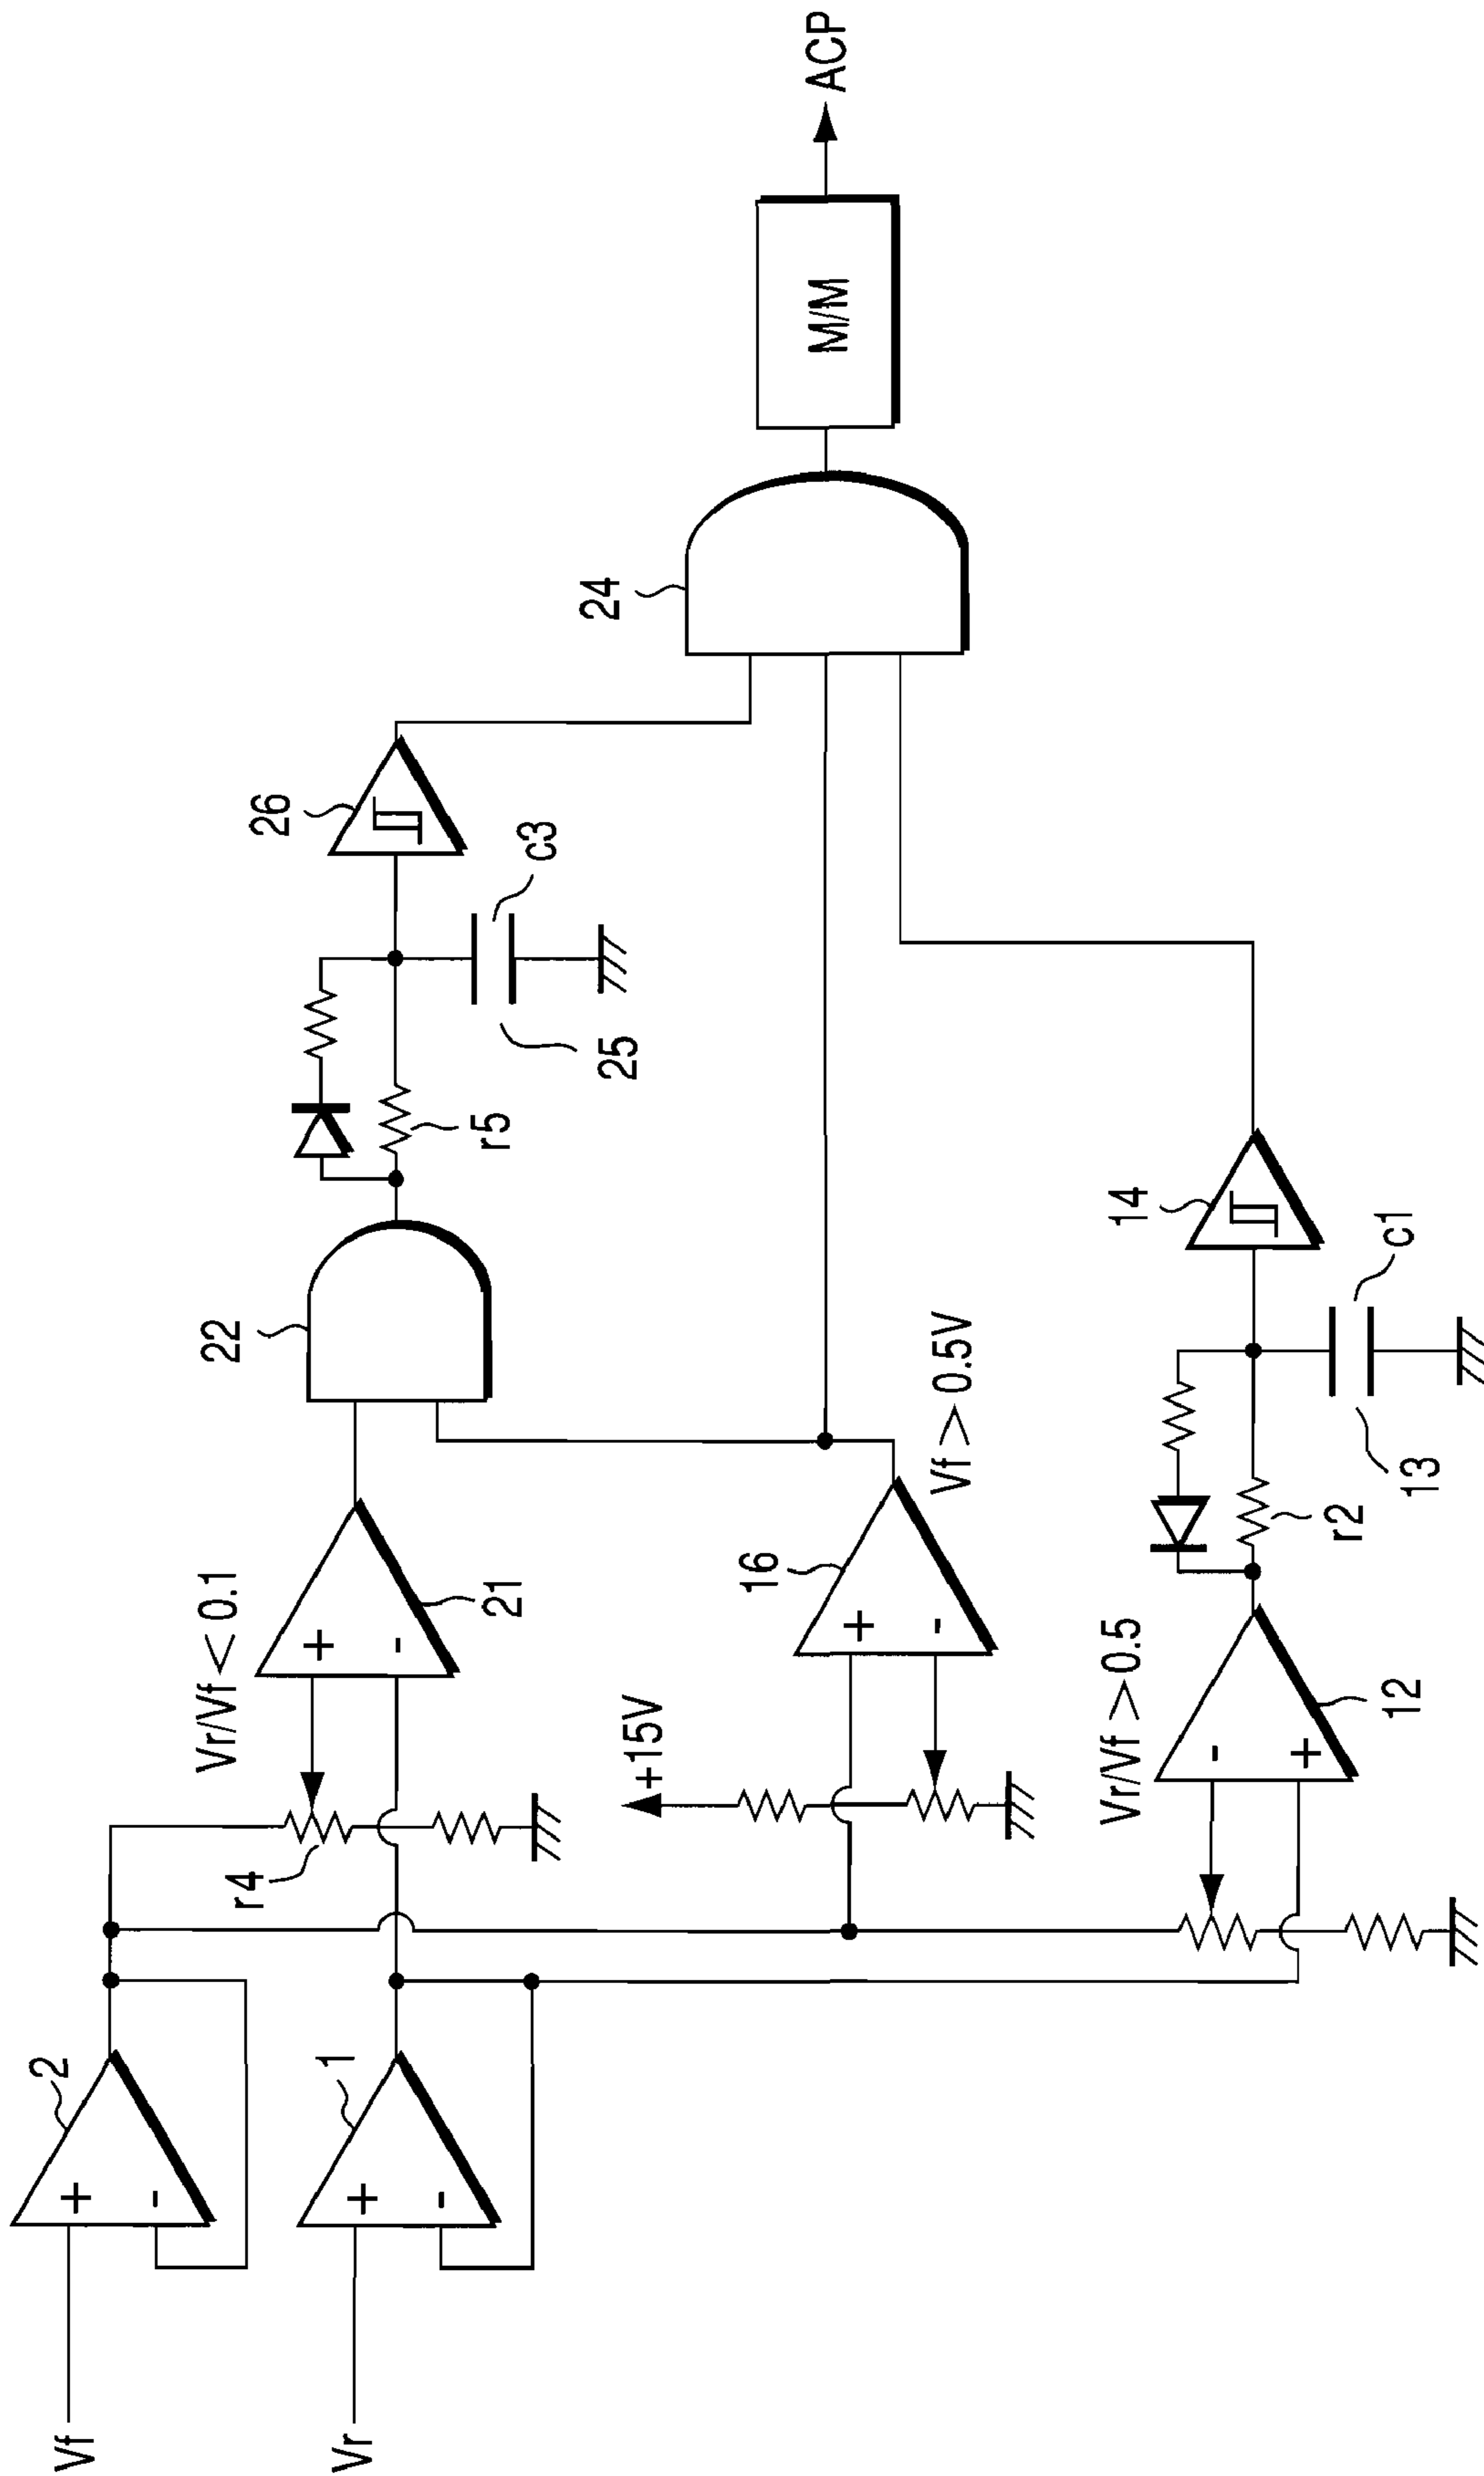 Vf
+
-
2
Vr
+
-
1
r4
Vr/Vf < 0.1
+
-
21
22
r5
25
c3
26
+15V
+
-
16
Vf > 0.5V
Vr/Vf > 0.5
-
+
12
r2
13
c1
14
24
M/M
ACP